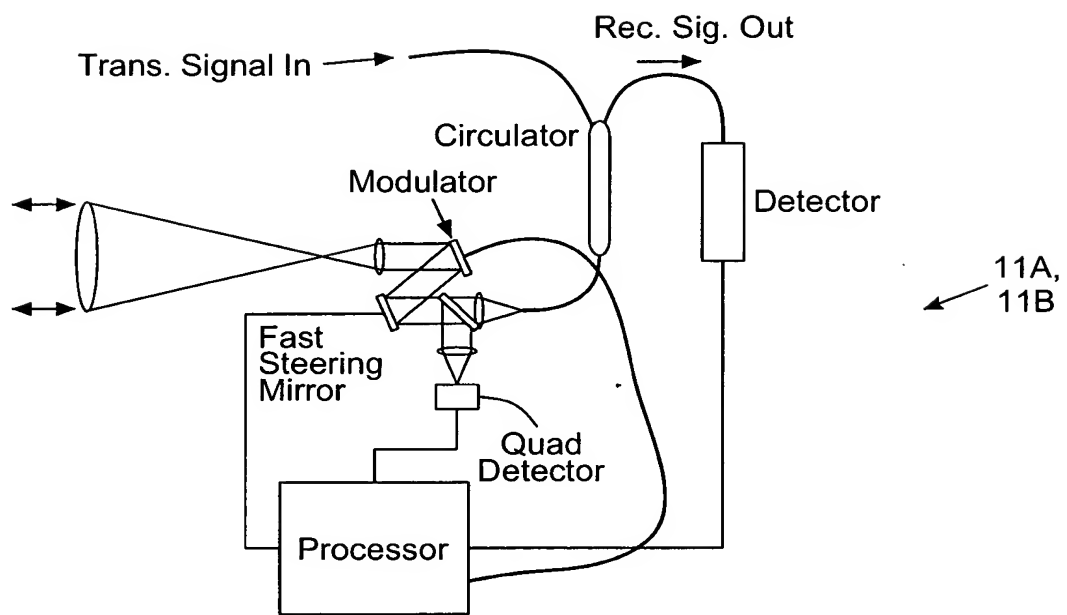 Rec. Sig. Out
Trans. Signal In
Circulator
Modulator
Detector
11A,
11B
Fast
Steering
Mirror
Quad
Detector
Processor